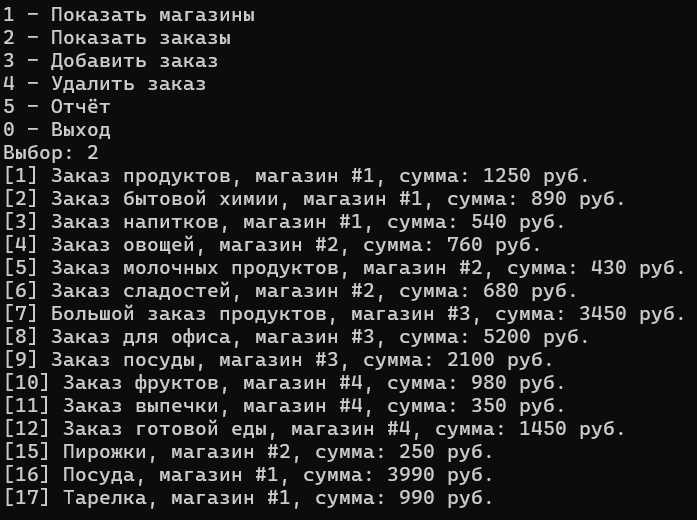 1 - Показать магазины
2 - Показать заказы
3 - Добавить заказ
4 - Удалить заказ
5 - Отчёт
0 - Выход
Выбор: 2
[1] Заказ продуктов, магазин #1, сумма: 1250 руб.
[2] Заказ бытовой химии, магазин #1, сумма: 890 руб.
[3] Заказ напитков, магазин #1, сумма: 540 руб.
[4] Заказ овощей, магазин #2, сумма: 760 руб.
[5] Заказ молочных продуктов, магазин #2, сумма: 430 руб.
[6] Заказ сладостей, магазин #2, сумма: 680 руб.
[7] Большой заказ продуктов, магазин #3, сумма: 3450 руб.
[8] Заказ для офиса, магазин #3, сумма: 5200 руб.
[9] Заказ посуды, магазин #3, сумма: 2100 руб.
[10] Заказ фруктов, магазин #4, сумма: 980 руб.
[11] Заказ выпечки, магазин #4, сумма: 350 руб.
[12] Заказ готовой еды, магазин #4, сумма: 1450 руб.
[15] Пирожки, магазин #2, сумма: 250 руб.
[16] Посуда, магазин #1, сумма: 3990 руб.
[17] Тарелка, магазин #1, сумма: 990 руб.